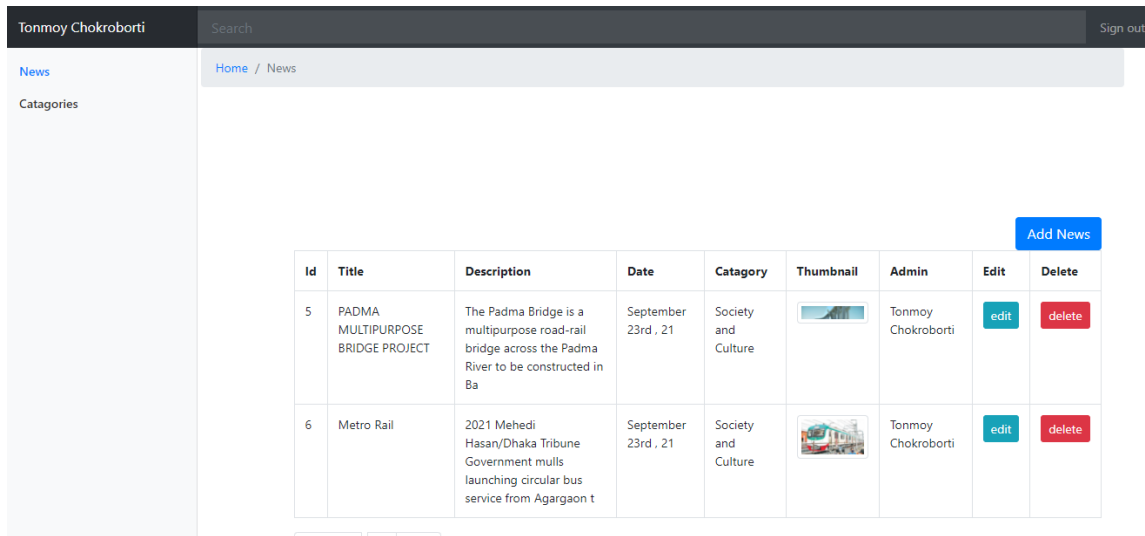 Tonmoy Chokroborti Search Sign out
News
Catagories
Home / News
Add News
Id Title Description Date Catagory Thumbnail Admin Edit Delete
5 PADMA The Padma Bridge is a September Society Tonmoy edit delete
MULTIPURPOSE multipurpose road-rail 23rd , 21 and Chokroborti
BRIDGE PROJECT bridge across the Padma Culture
River to be constructed in
Ba
6 Metro Rail 2021 Mehedi September Society Tonmoy edit delete
Hasan/Dhaka Tribune 23rd , 21 and Chokroborti
Government mulls Culture
launching circular bus
service from Agargaon t